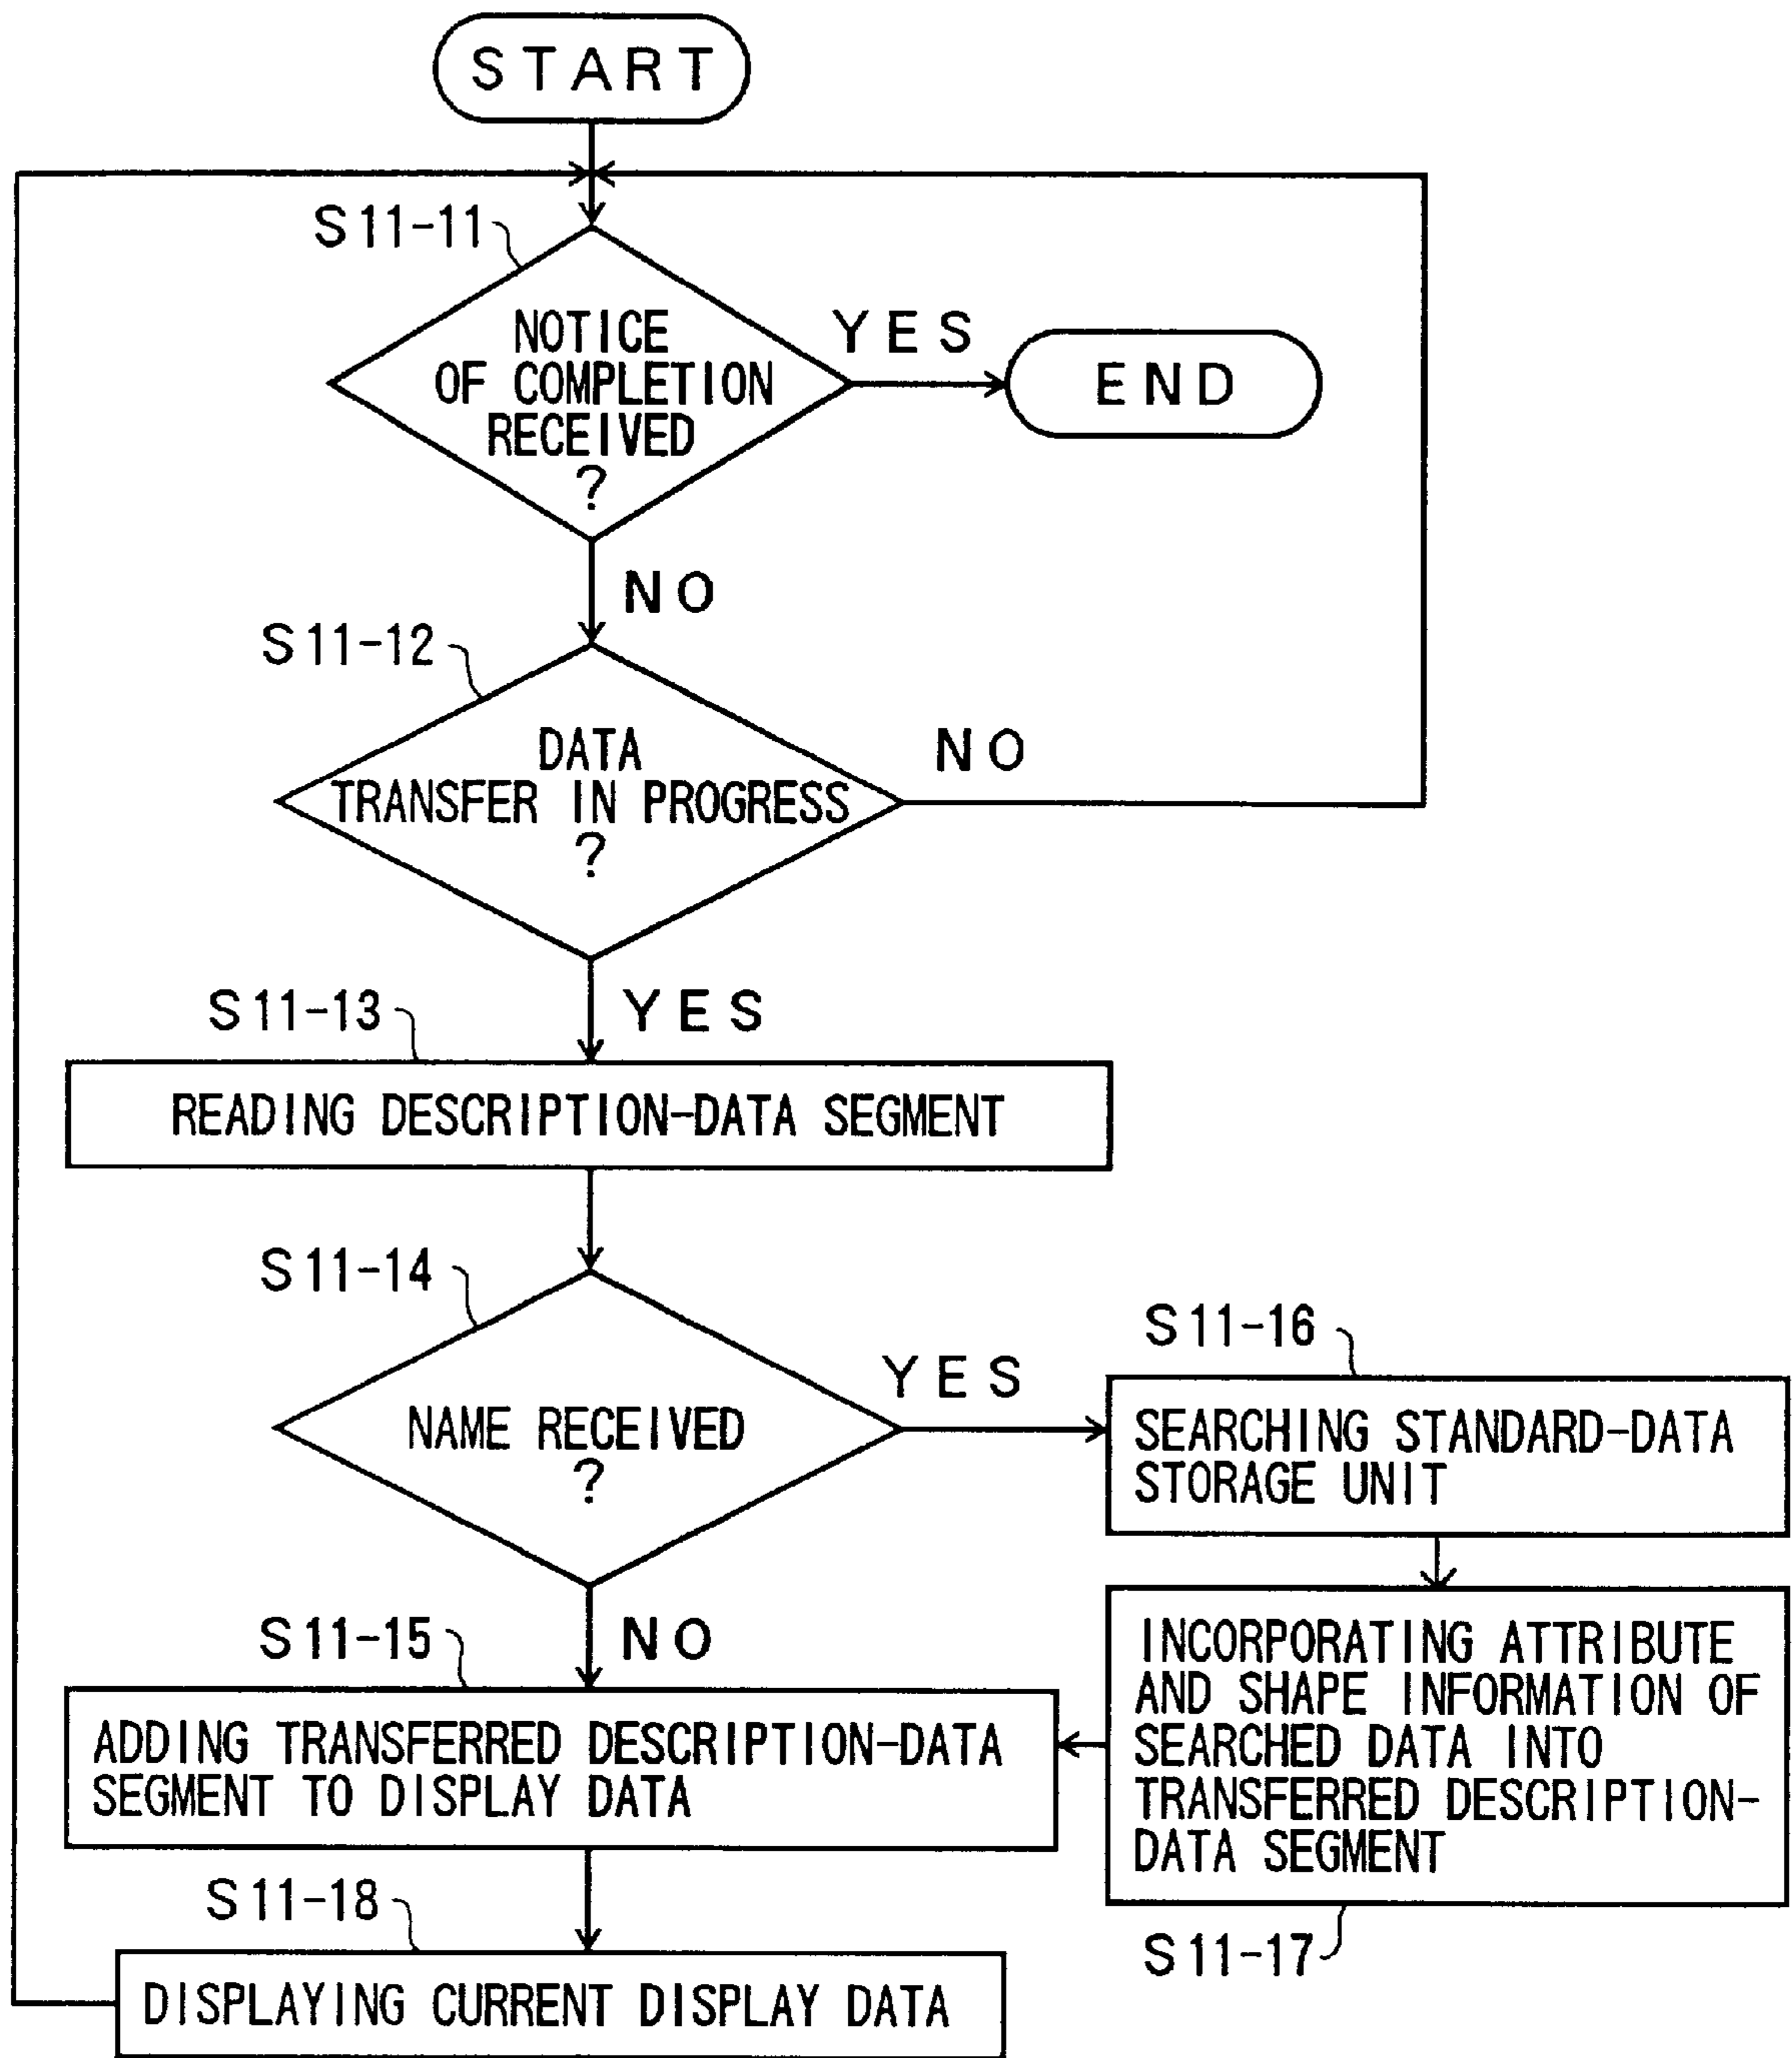 START
S11-11
NOTICE
OF COMPLETION
RECEIVED
?
YES
END
NO
S11-12
DATA
TRANSFER IN PROGRESS
?
NO
YES
S11-13
READING DESCRIPTION-DATA SEGMENT
S11-14
NAME RECEIVED
?
YES
S11-16
SEARCHING STANDARD-DATA
STORAGE UNIT
NO
S11-15
ADDING TRANSFERRED DESCRIPTION-DATA
SEGMENT TO DISPLAY DATA
INCORPORATING ATTRIBUTE
AND SHAPE INFORMATION OF
SEARCHED DATA INTO
TRANSFERRED DESCRIPTION-
DATA SEGMENT
S11-17
S11-18
DISPLAYING CURRENT DISPLAY DATA